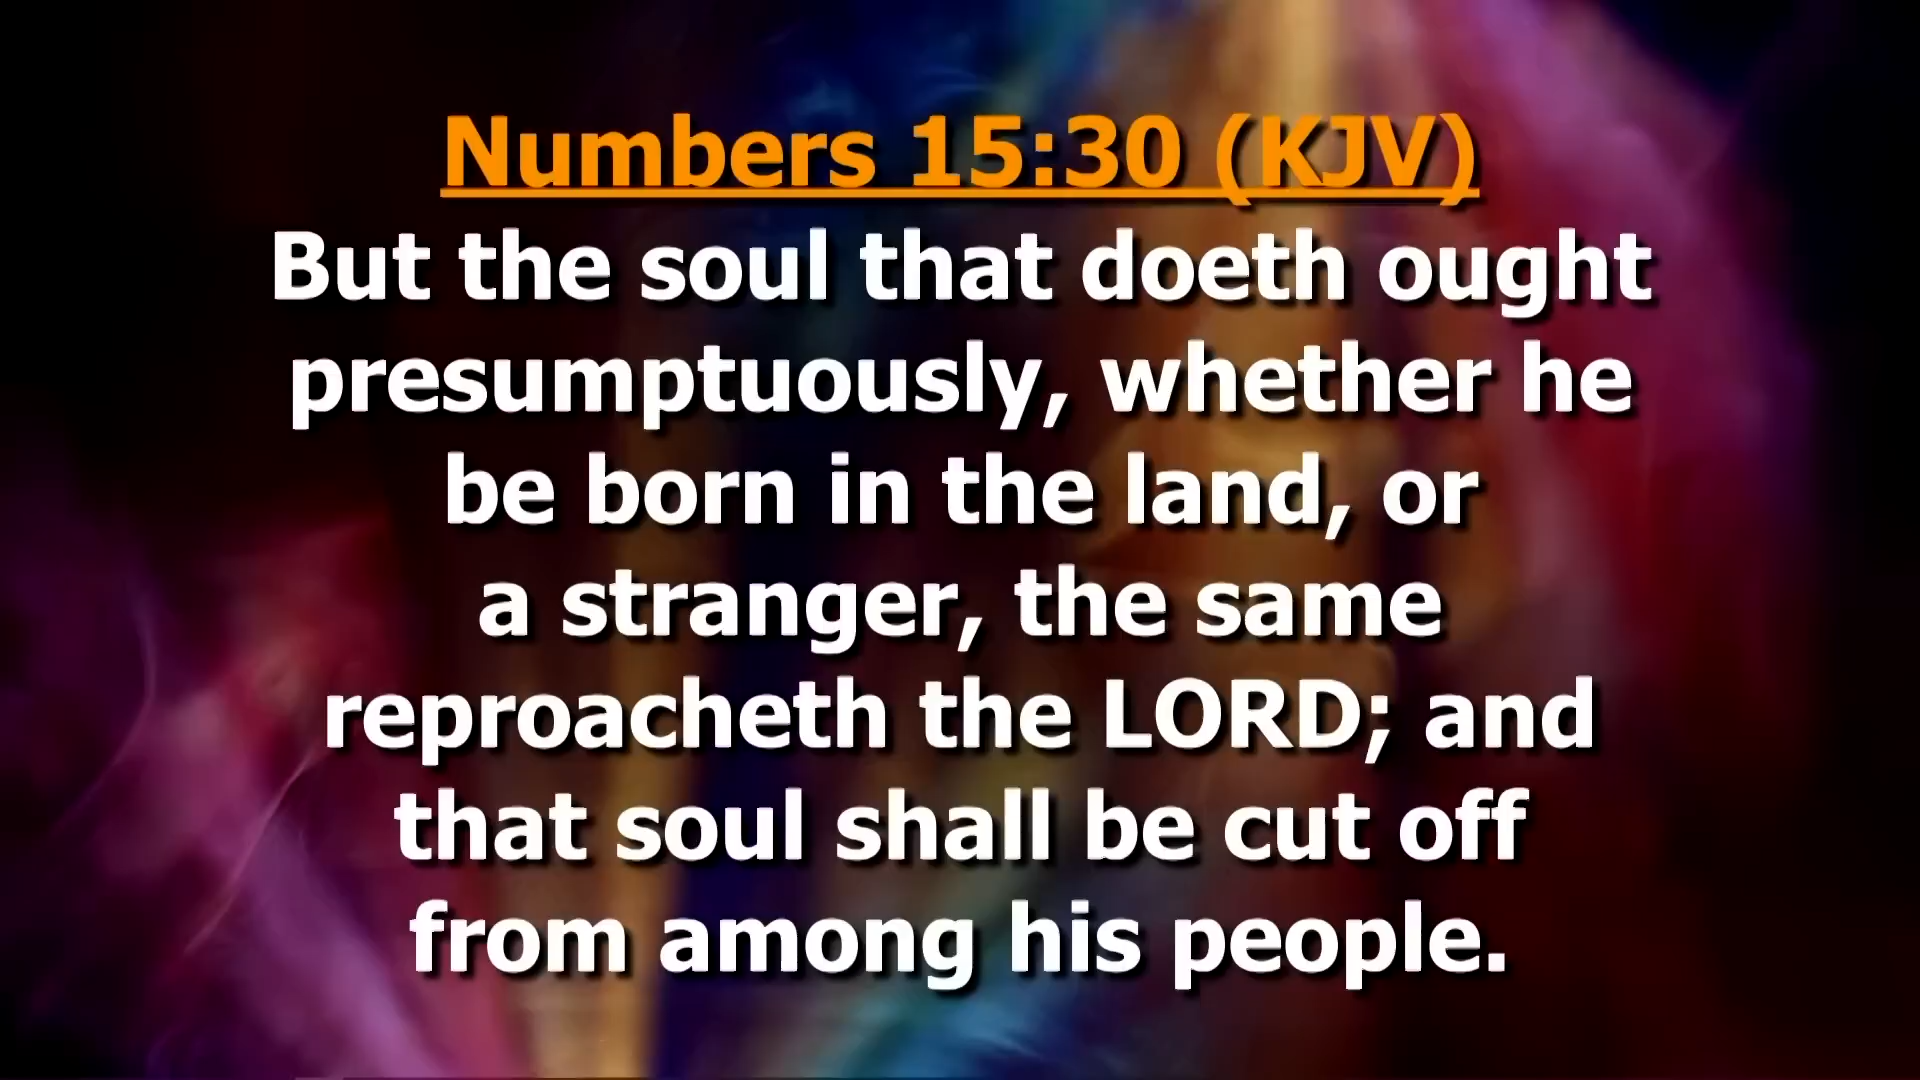 Numbers 15:30 (KJV)
But the soul that doeth ought
presumptuously, whether he
be born in the land, or
a stranger, the same
reproacheth the LORD; and
that soul shall be cut off
from among his people.